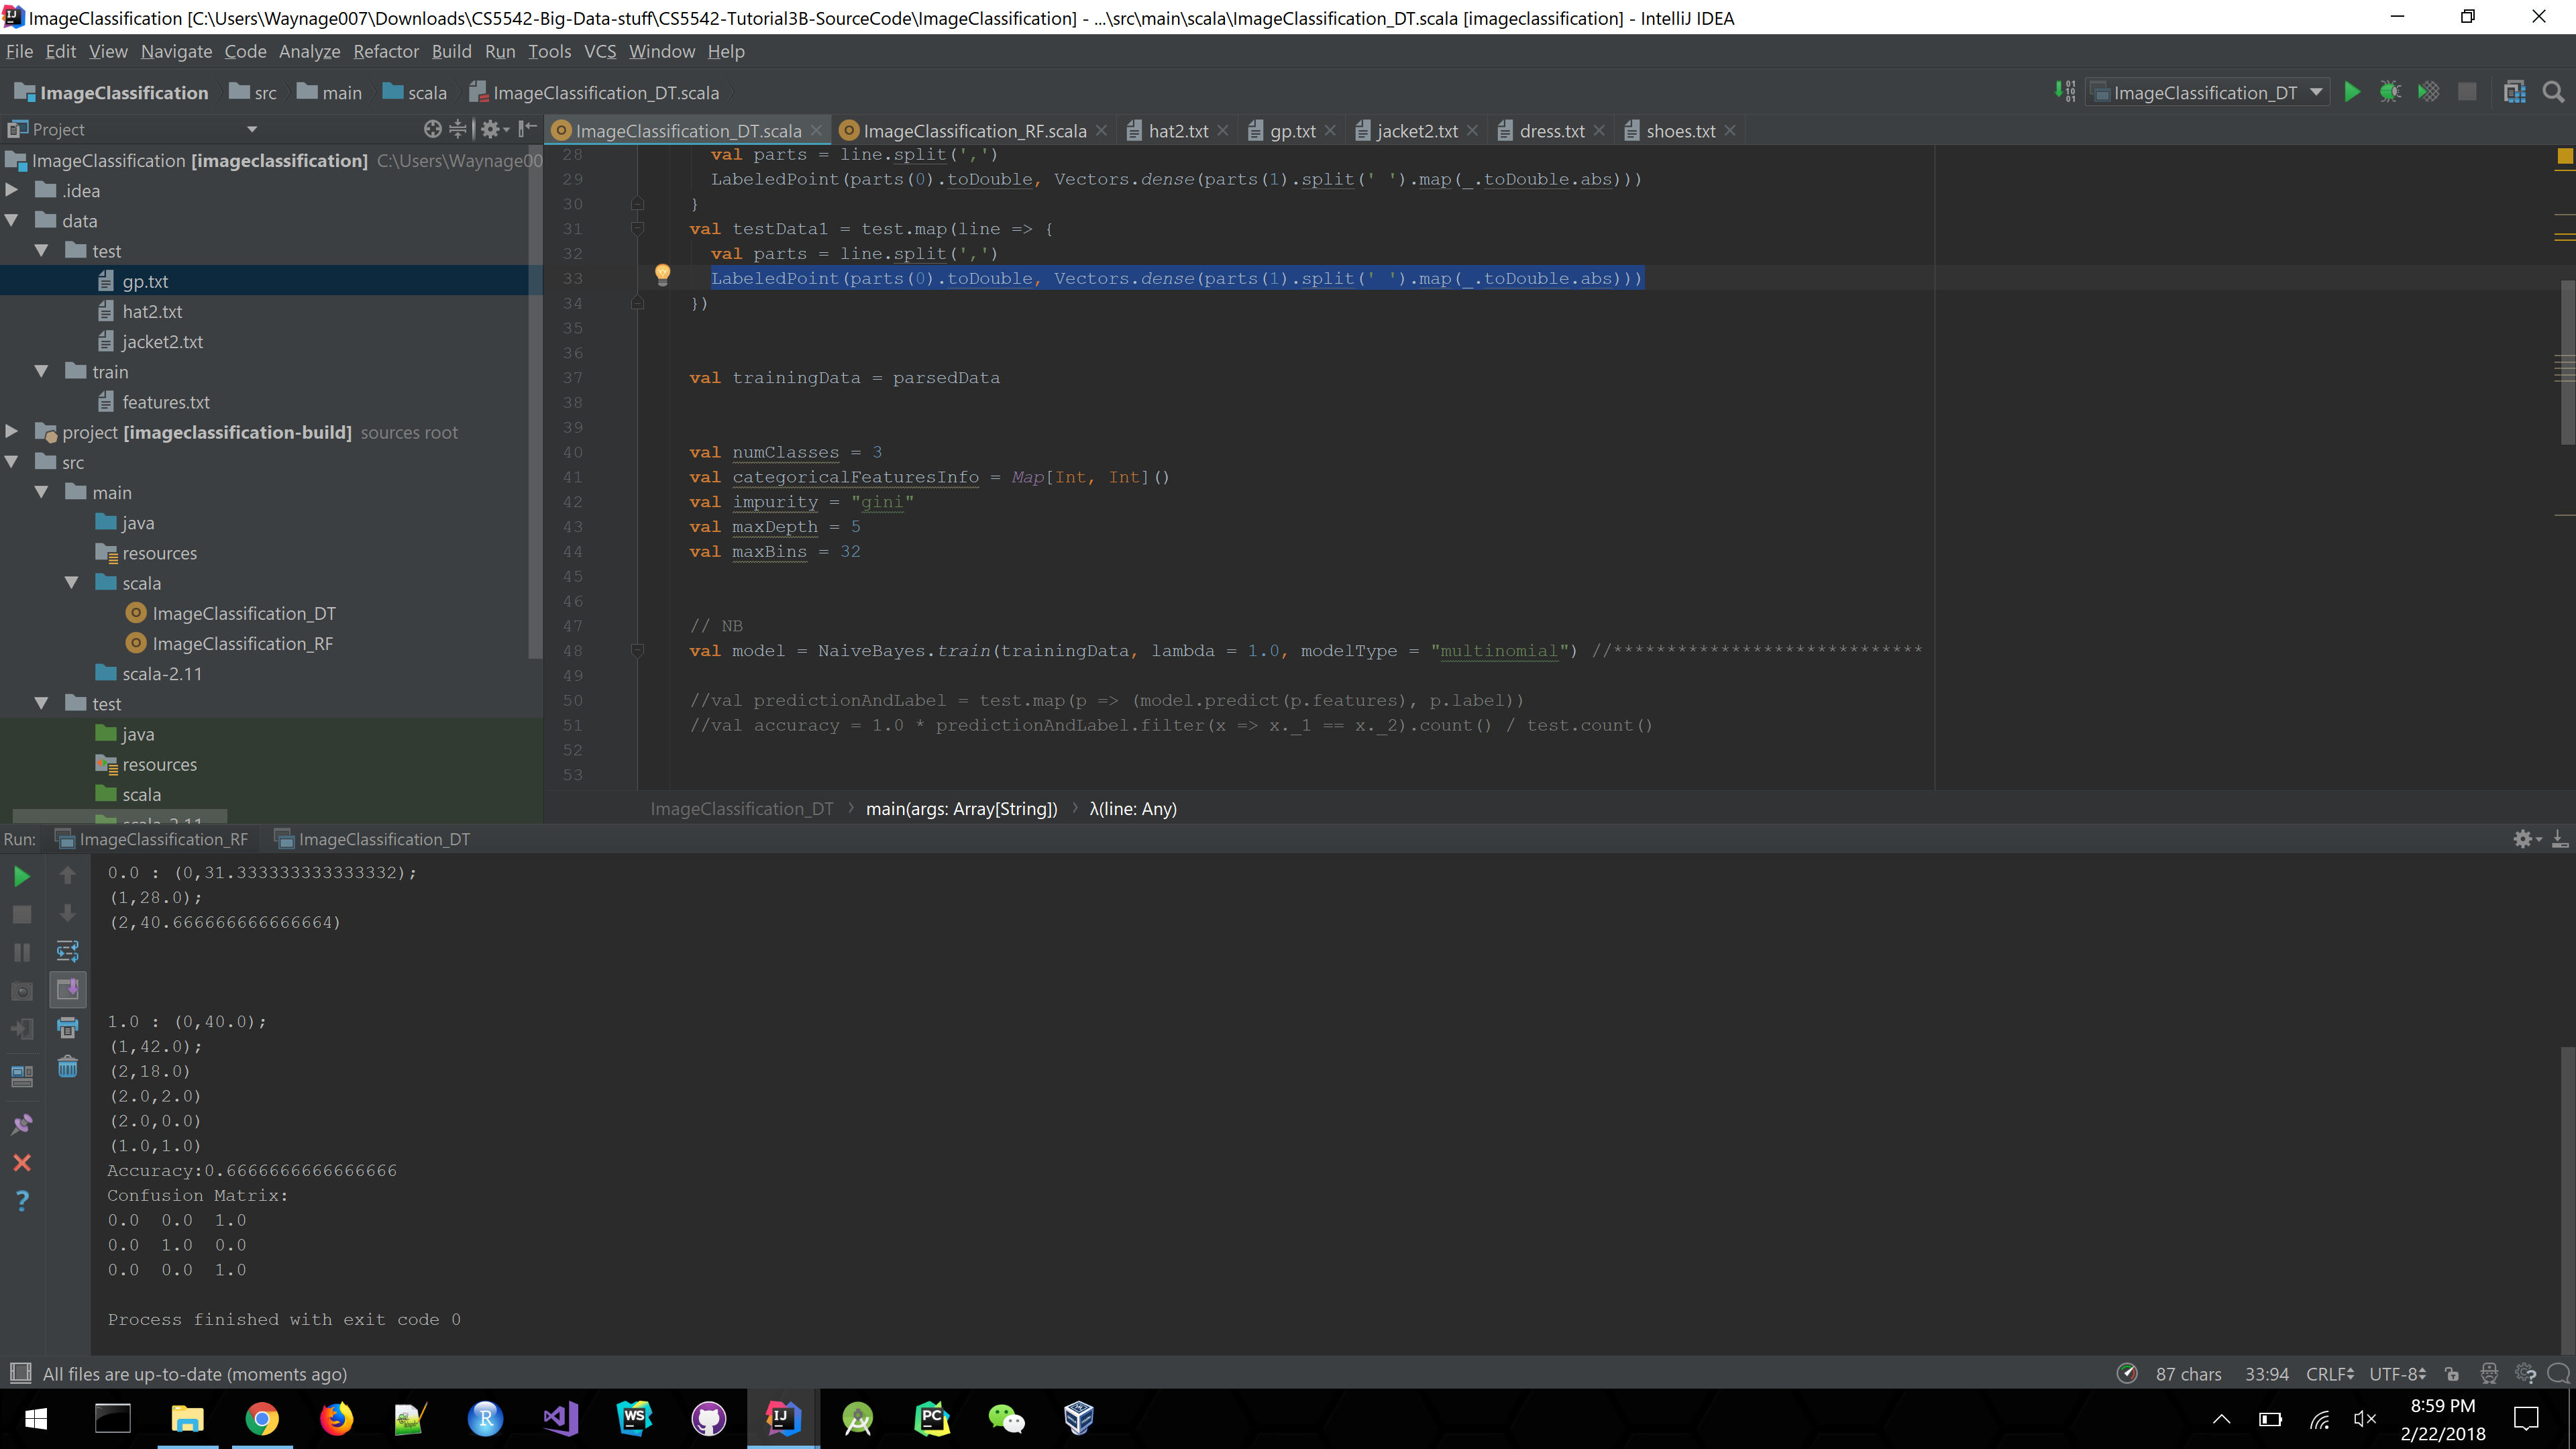 ImageClassification [C:\Users\Waynage007\Downloads\CS5542-Big-Data-stuff\CS5542-Tutorial3B-SourceCode\ImageClassification] - ...\src\main\scala\ImageClassification_DT.scala [imageclassification] - IntelliJ IDEA
File Edit View Navigate Code Analyze Refactor Build Run Tools VCS Window Help
ImageClassification src main scala ImageClassification_DT.scala
ImageClassification_DT
Project
ImageClassification_DT.scala ImageClassification_RF.scala hat2.txt gp.txt jacket2.txt dress.txt shoes.txt
ImageClassification [imageclassification] C:\Users\Waynage00
.idea
data
test
gp.txt
hat2.txt
jacket2.txt
train
features.txt
project [imageclassification-build] sources root
src
main
java
resources
scala
ImageClassification_DT
ImageClassification_RF
scala-2.11
test
java
resources
scala
scala-2.11
28 val parts = line.split(',')
29 LabeledPoint(parts(0).toDouble, Vectors.dense(parts(1).split(' ').map(_.toDouble.abs)))
30 }
31 val testData1 = test.map(line => {
32 val parts = line.split(',')
33 LabeledPoint(parts(0).toDouble, Vectors.dense(parts(1).split(' ').map(_.toDouble.abs)))
34 })
35
36
37 val trainingData = parsedData
38
39
40 val numClasses = 3
41 val categoricalFeaturesInfo = Map[Int, Int]()
42 val impurity = "gini"
43 val maxDepth = 5
44 val maxBins = 32
45
46
47 // NB
48 val model = NaiveBayes.train(trainingData, lambda = 1.0, modelType = "multinomial") //*****************************
49
50 //val predictionAndLabel = test.map(p => (model.predict(p.features), p.label))
51 //val accuracy = 1.0 * predictionAndLabel.filter(x => x._1 == x._2).count() / test.count()
52
53
ImageClassification_DT main(args: Array[String]) λ(line: Any)
Run: ImageClassification_RF ImageClassification_DT
0.0 : (0,31.333333333333332);
(1,28.0);
(2,40.666666666666664)
1.0 : (0,40.0);
(1,42.0);
(2,18.0)
(2.0,2.0)
(2.0,0.0)
(1.0,1.0)
Accuracy:0.6666666666666666
Confusion Matrix:
0.0 0.0 1.0
0.0 1.0 0.0
0.0 0.0 1.0
Process finished with exit code 0
All files are up-to-date (moments ago)
87 chars 33:94 CRLF UTF-8
8:59 PM
2/22/2018